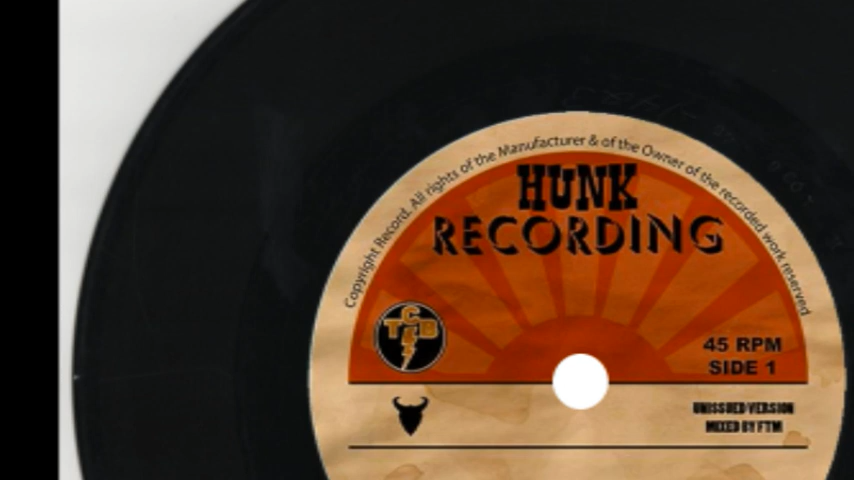 Copyright Record. All rights of the Manufacturer & of the Owner of the recorded work reserved
HUNK
RECORDING
TCB
45 RPM
SIDE 1
UNISSUED VERSION
MIXED BY FTM